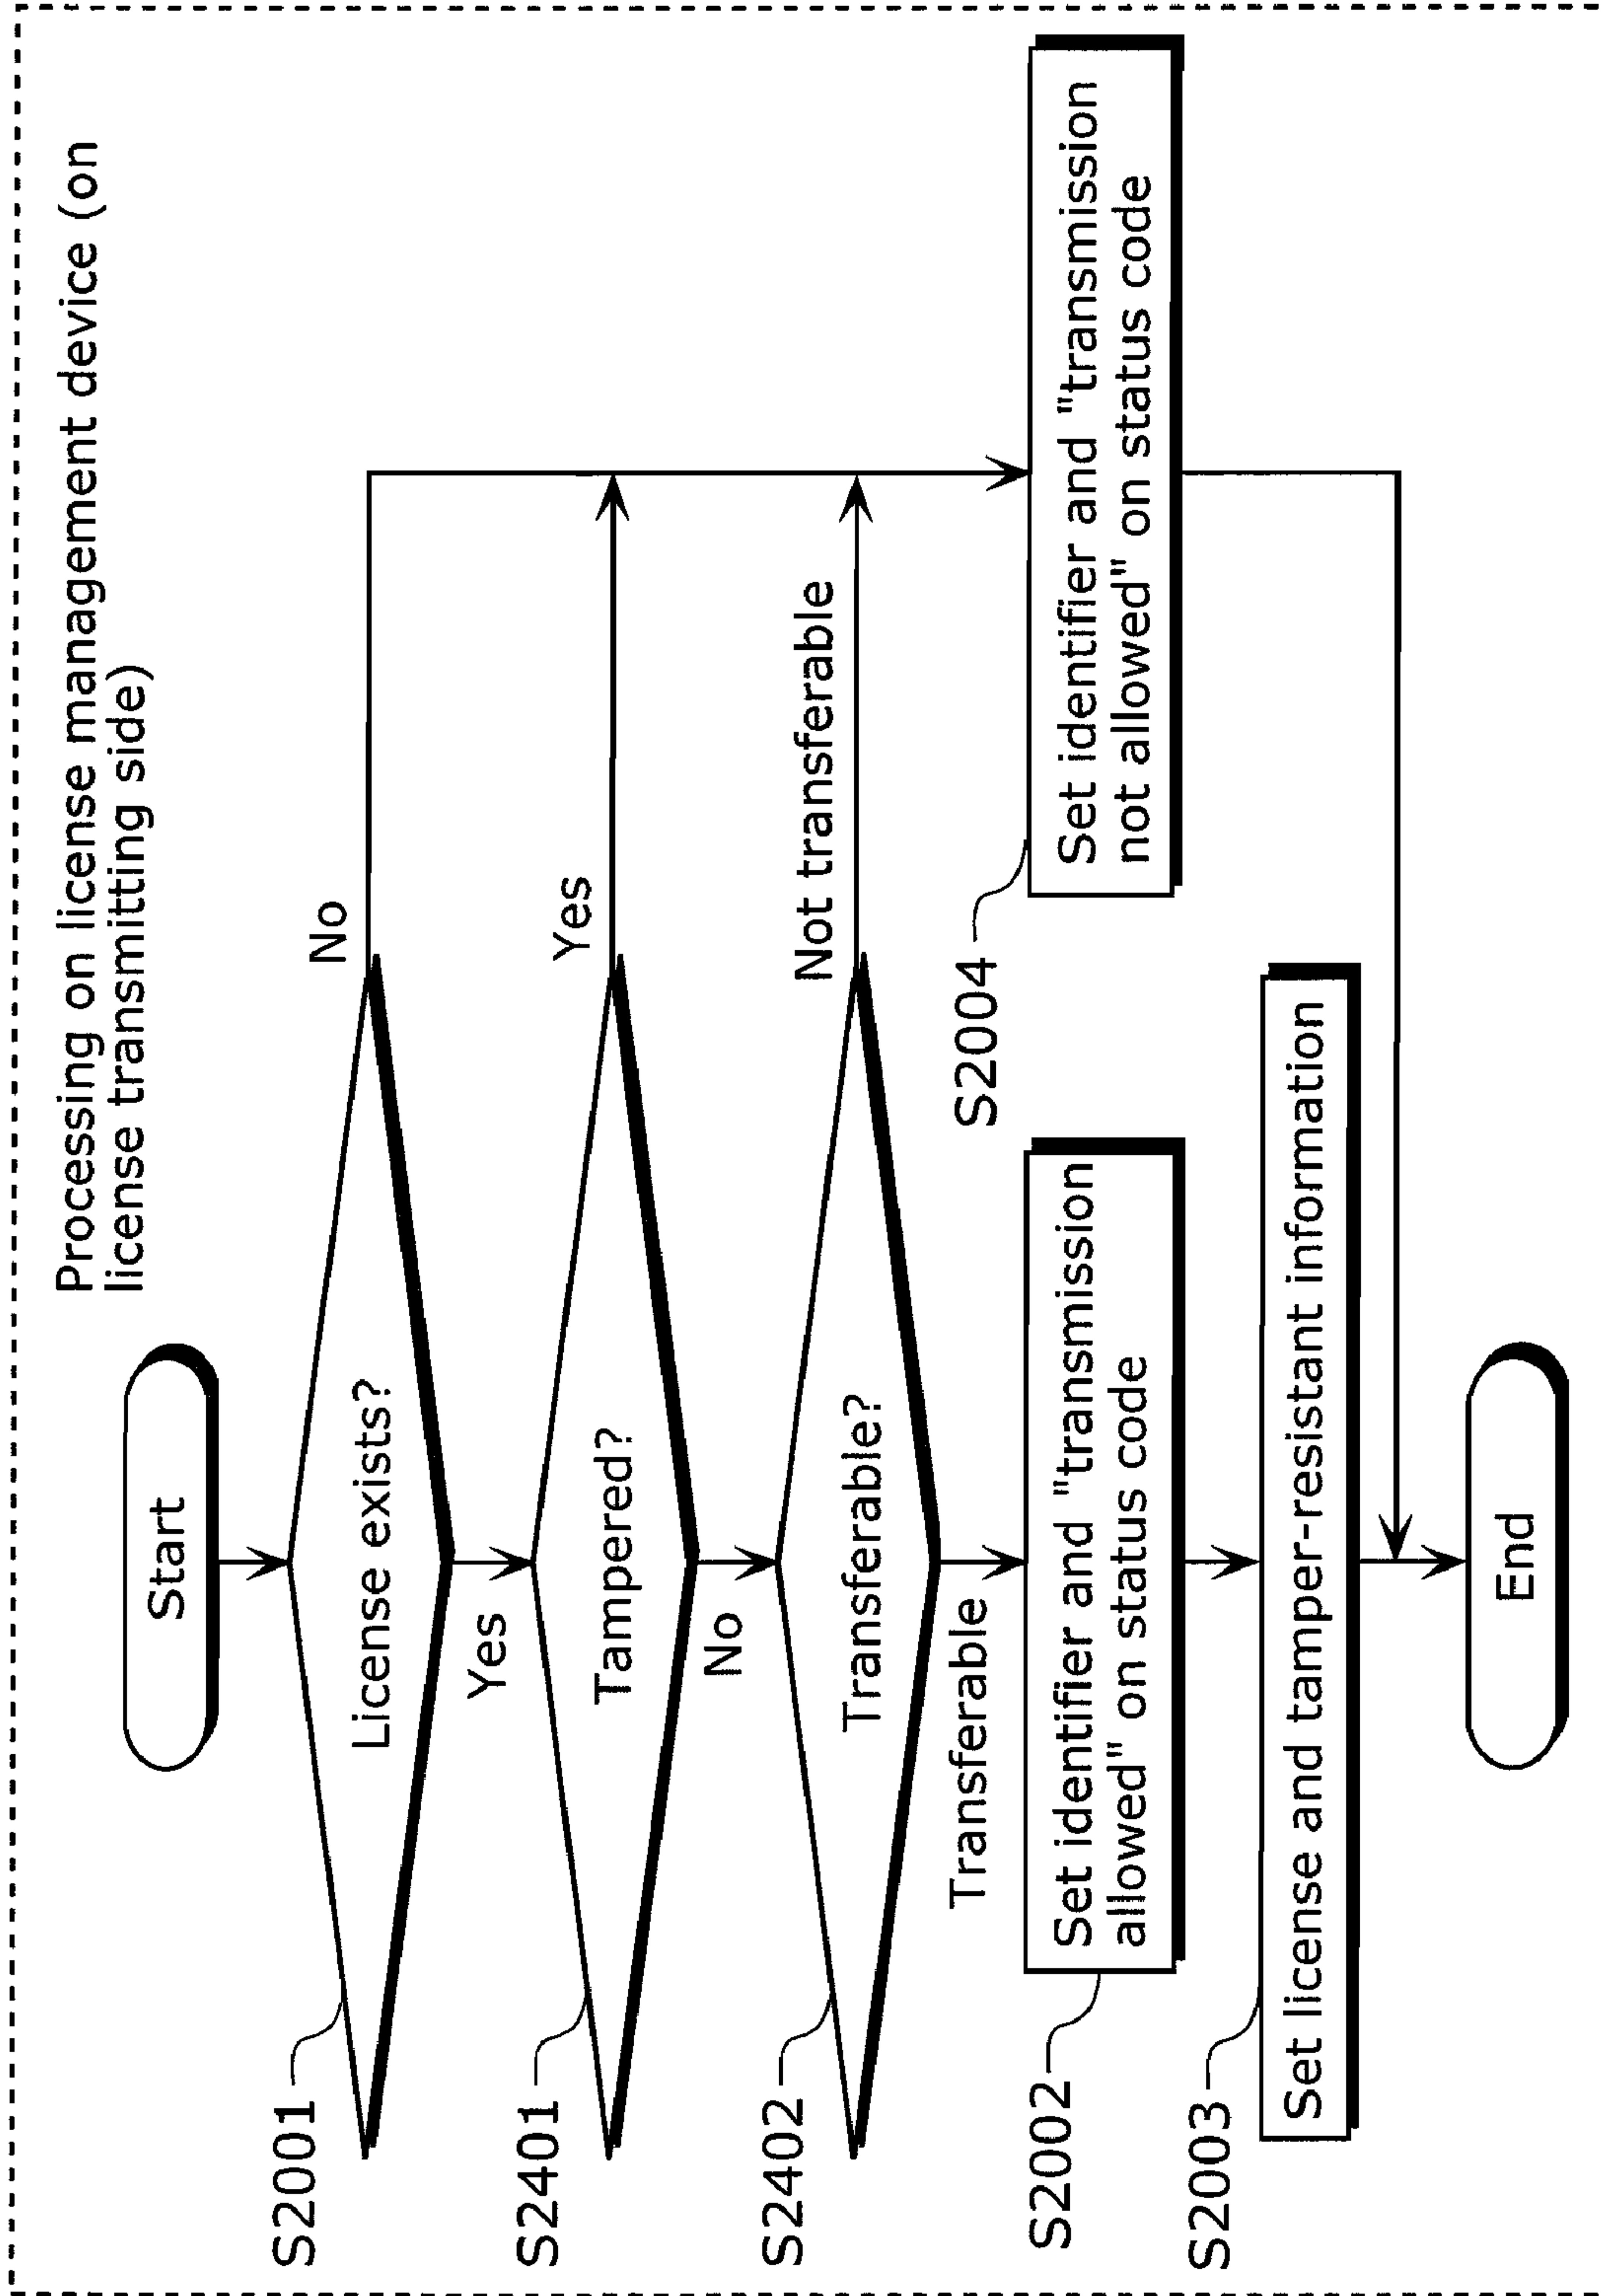 Processing on license management device (on
license transmitting side)
Start
S2001
License exists?
No
Yes
S2401
Tampered?
Yes
No
S2402
Transferable?
Not transferable
Transferable
S2002
Set identifier and "transmission
allowed" on status code
S2004
Set identifier and "transmission
not allowed" on status code
S2003
Set license and tamper-resistant information
End